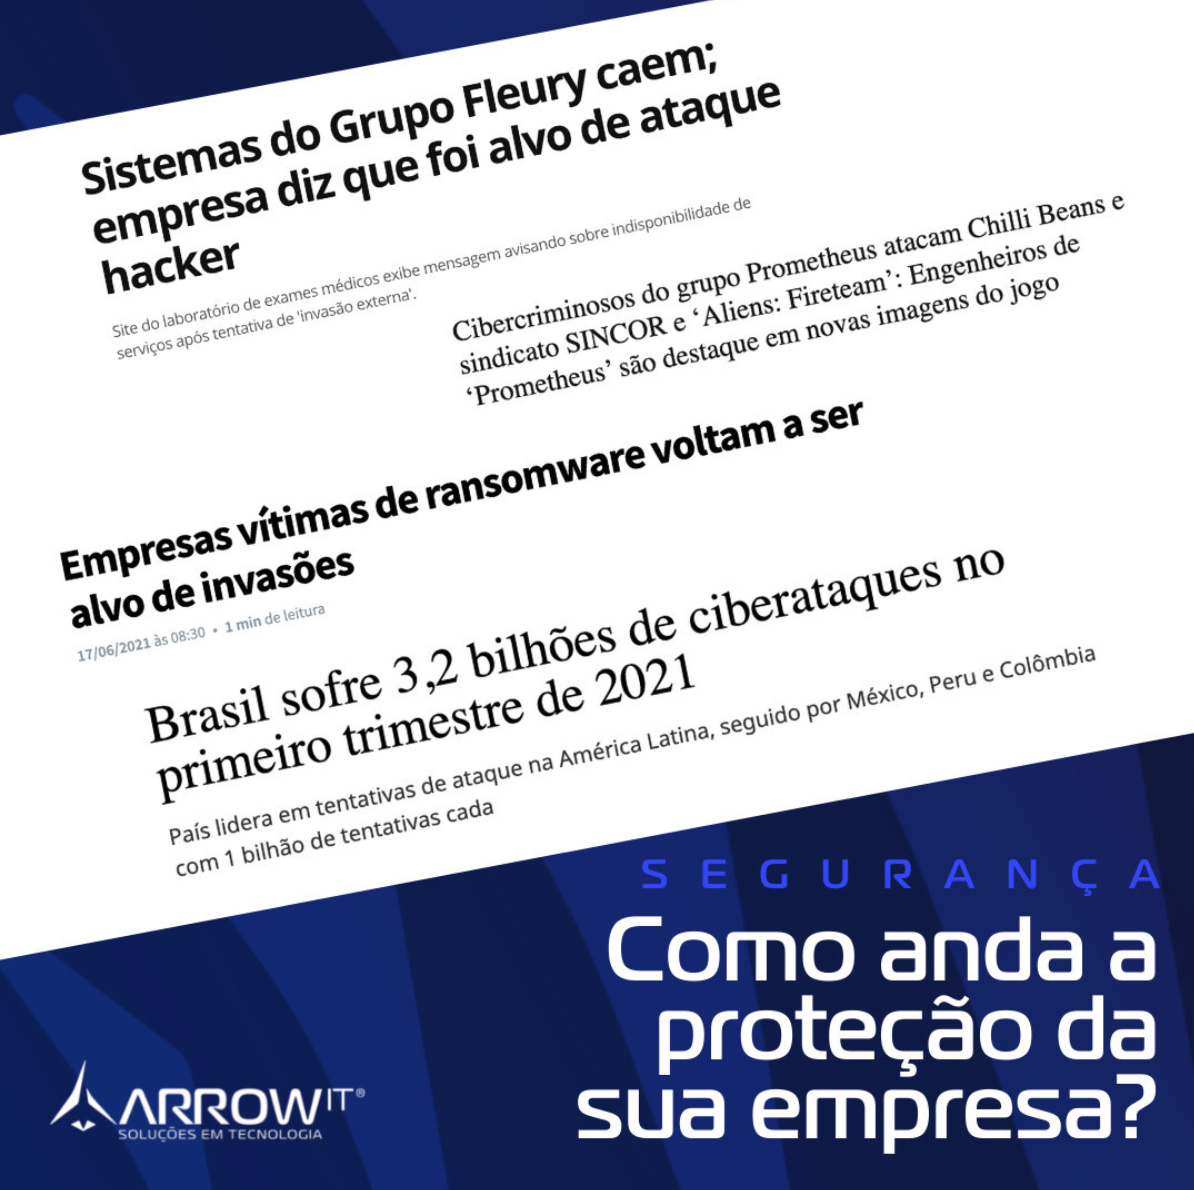 Sistemas do Grupo Fleury caem;
empresa diz que foi alvo de ataque
hacker
Site do laboratório de exames médicos exibe mensagem avisando sobre indisponibilidade de
serviços após tentativa de 'invasão externa'.
Cibercriminosos do grupo Prometheus atacam Chilli Beans e
sindicato SINCOR e ‘Aliens: Fireteam’: Engenheiros de
‘Prometheus’ são destaque em novas imagens do jogo
Empresas vítimas de ransomware voltam a ser
alvo de invasões
17/06/2021 às 08:30 • 1 min de leitura
Brasil sofre 3,2 bilhões de ciberataques no
primeiro trimestre de 2021
País lidera em tentativas de ataque na América Latina, seguido por México, Peru e Colômbia
com 1 bilhão de tentativas cada
SEGURANÇA
Como anda a
proteção da
sua empresa?
ARROW IT®
SOLUÇÕES EM TECNOLOGIA